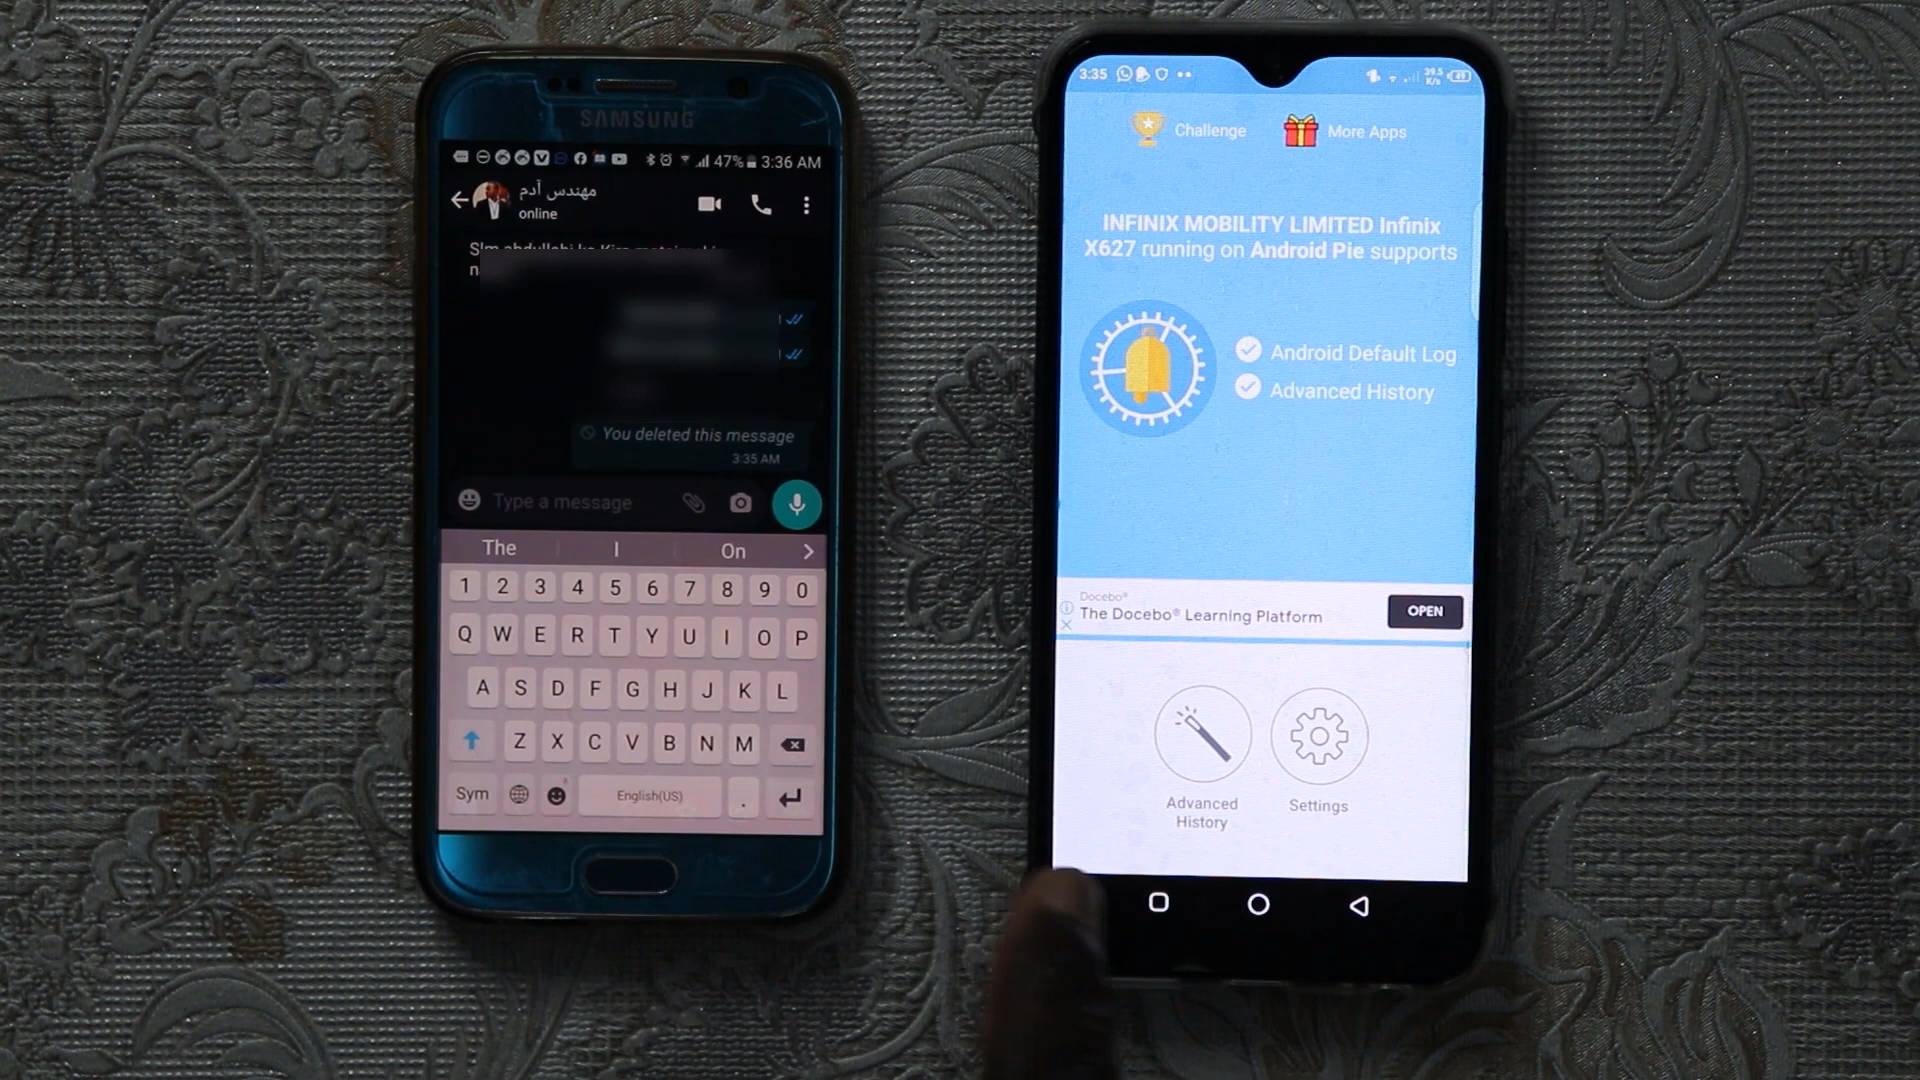 SAMSUNG
47% 3:36 AM
مهندس آدم
online
You deleted this message
3:35 AM
Type a message
The I On
1 2 3 4 5 6 7 8 9 0
Q W E R T Y U I O P
A S D F G H J K L
Z X C V B N M
Sym English(US) .
3:35 39.5 K/s 49
Challenge More Apps
INFINIX MOBILITY LIMITED Infinix
X627 running on Android Pie supports
Android Default Log
Advanced History
Docebo®
The Docebo® Learning Platform
OPEN
Advanced
History
Settings